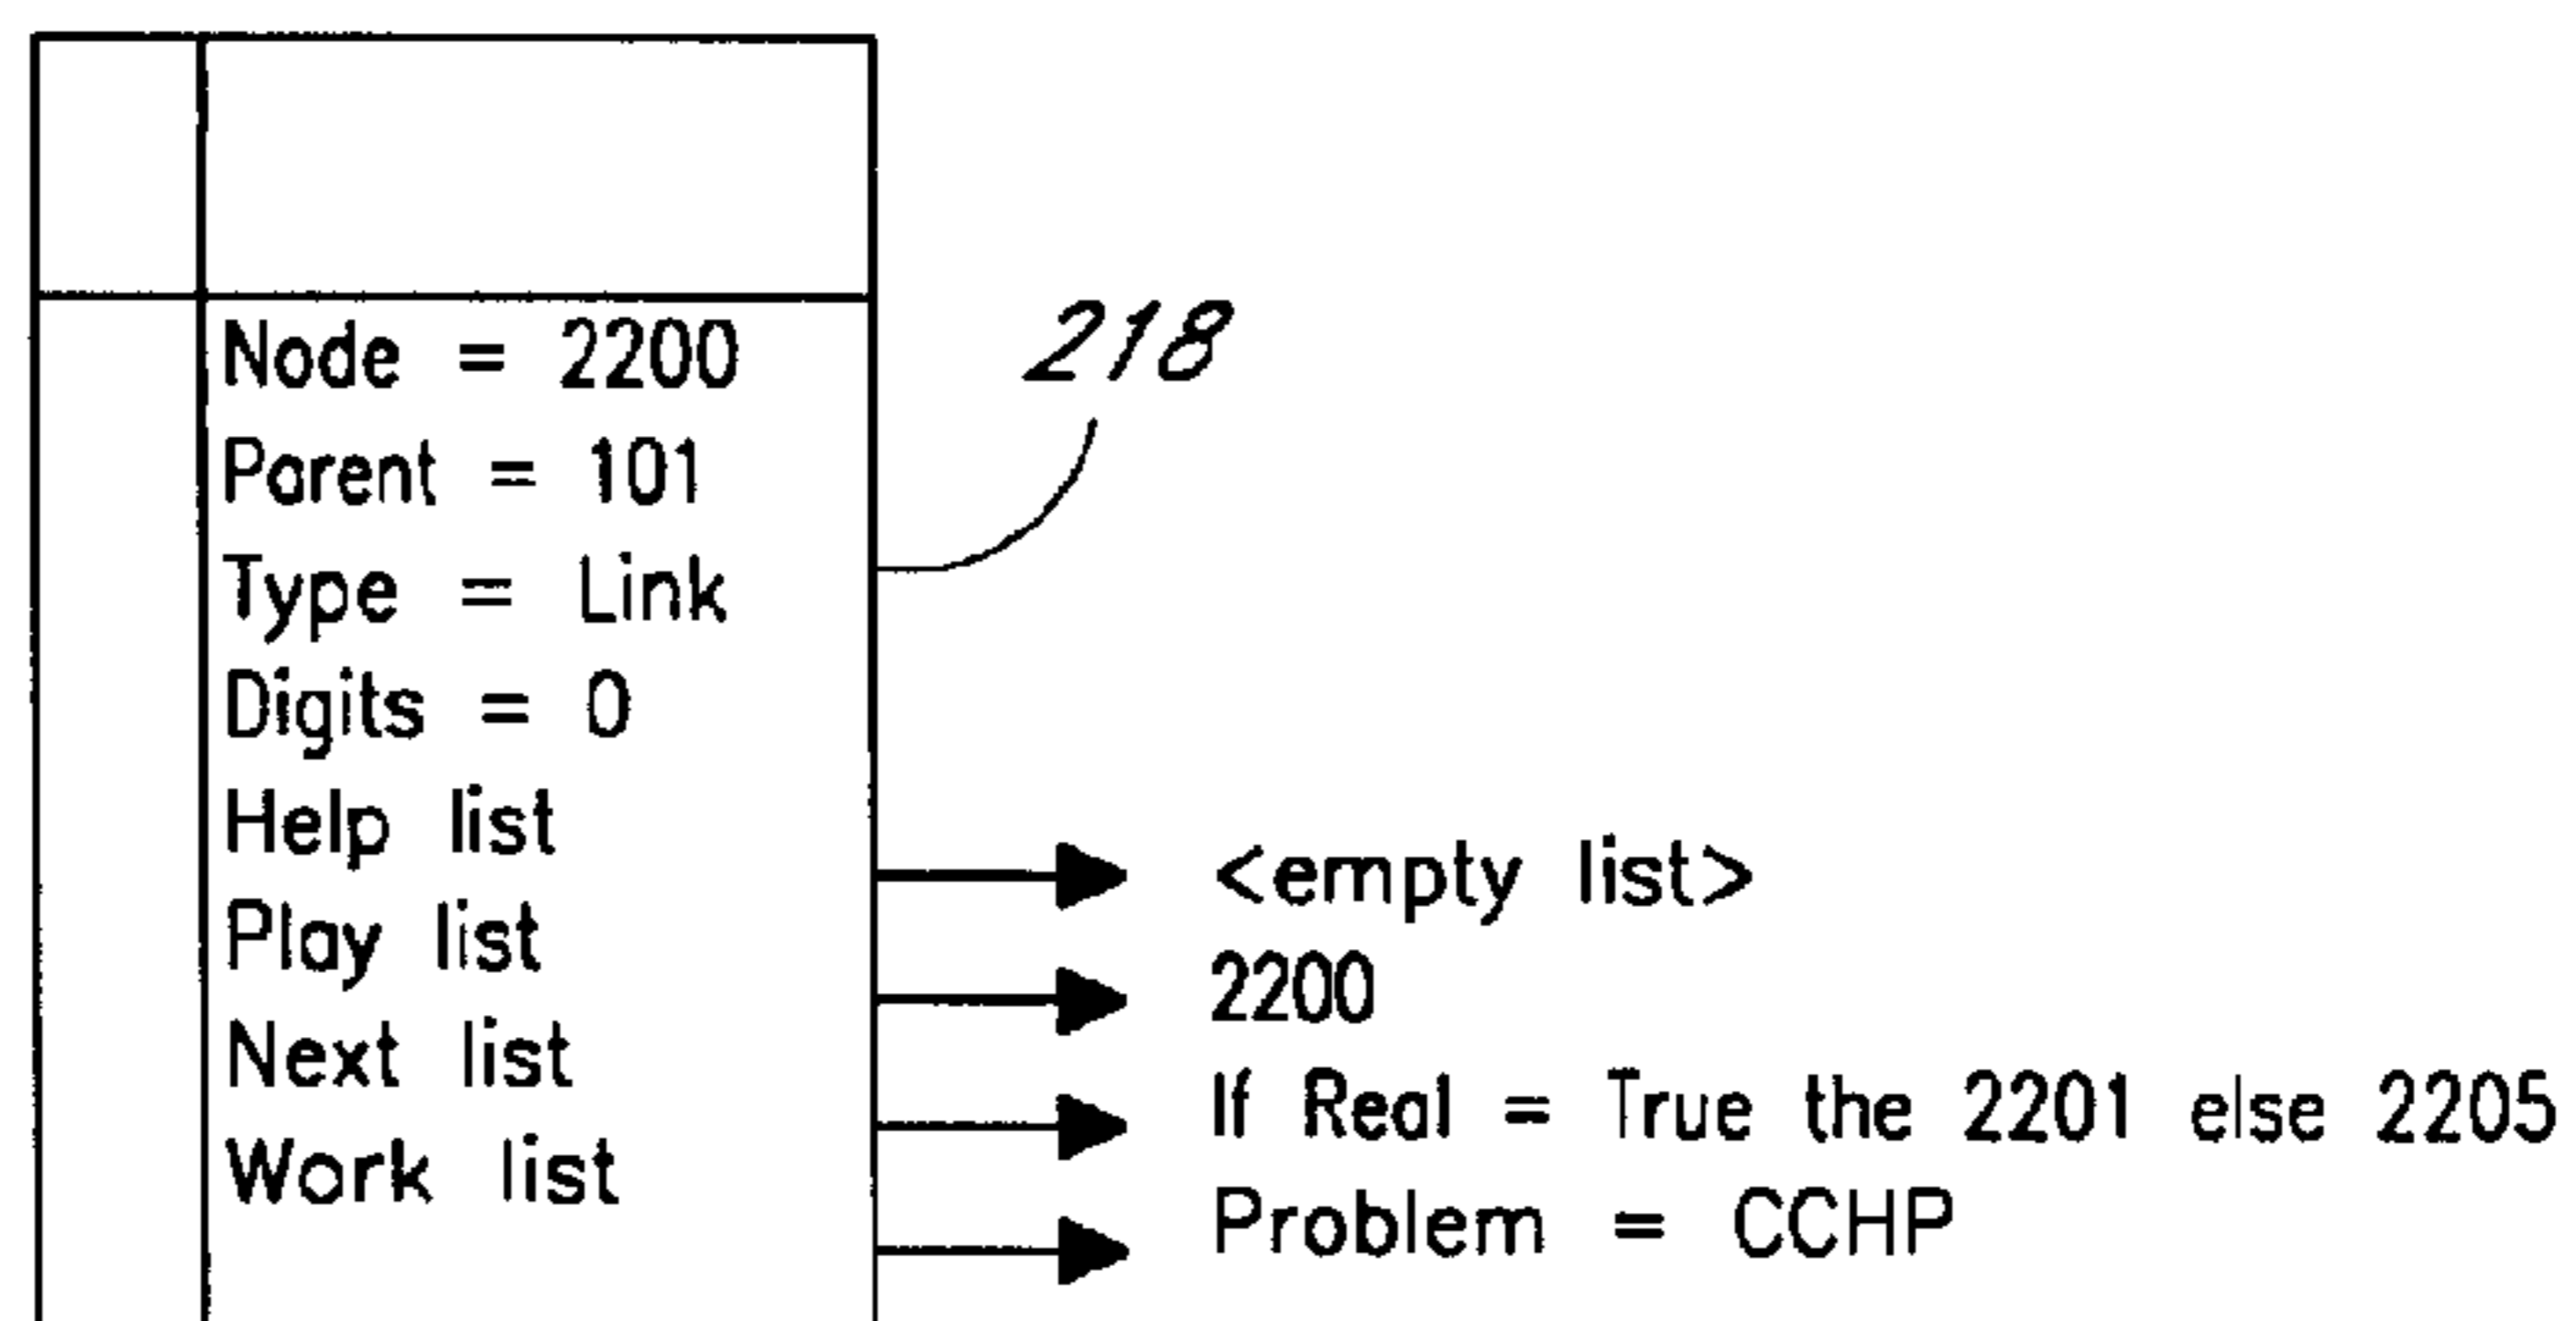 Node = 2200
218
Parent = 101
Type = Link
Digits = 0
Help list
<empty list>
Play list
2200
Next list
If Real = True the 2201 else 2205
Work list
Problem = CCHP